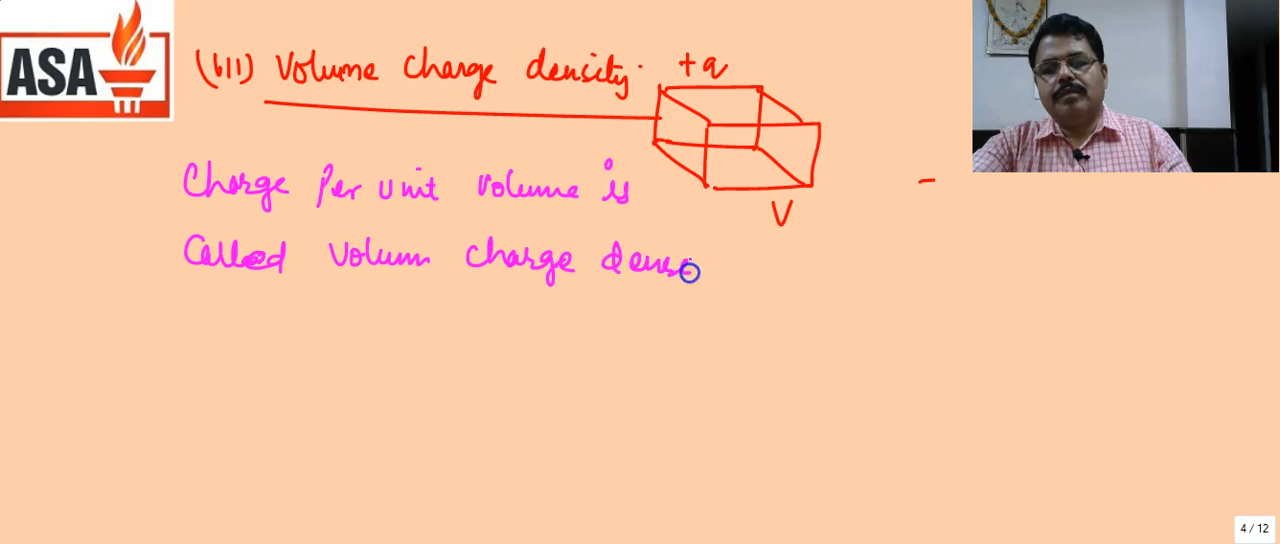 ASA
(iii) Volume charge density.
+q
Charge Per unit volume is
V
Called Volum charge dens
4 / 12